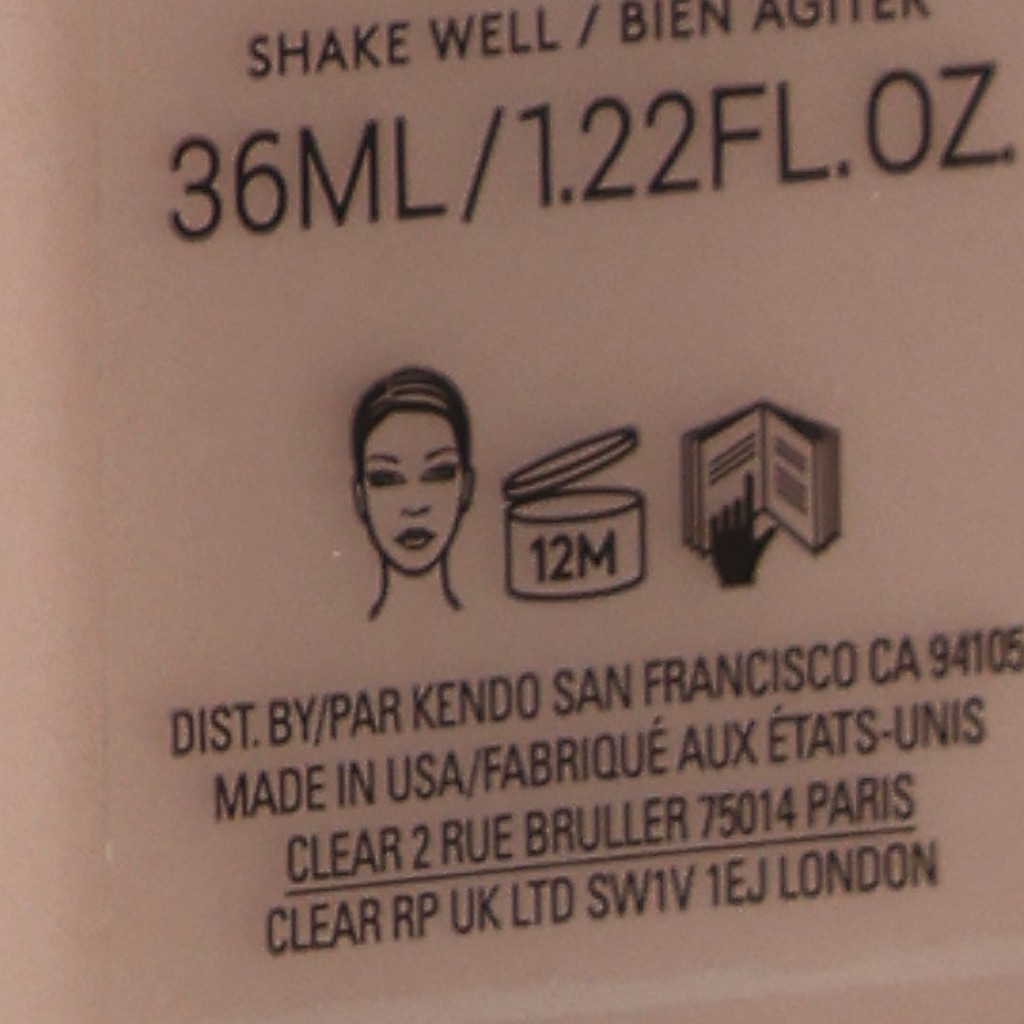 SHAKE WELL / BIEN AGITER
36ML/1.22FL.OZ.
12M
DIST. BY/PAR KENDO SAN FRANCISCO CA 94105
MADE IN USA/FABRIQUÉ AUX ÉTATS-UNIS
CLEAR 2 RUE BRULLER 75014 PARIS
CLEAR RP UK LTD SW1V 1EJ LONDON